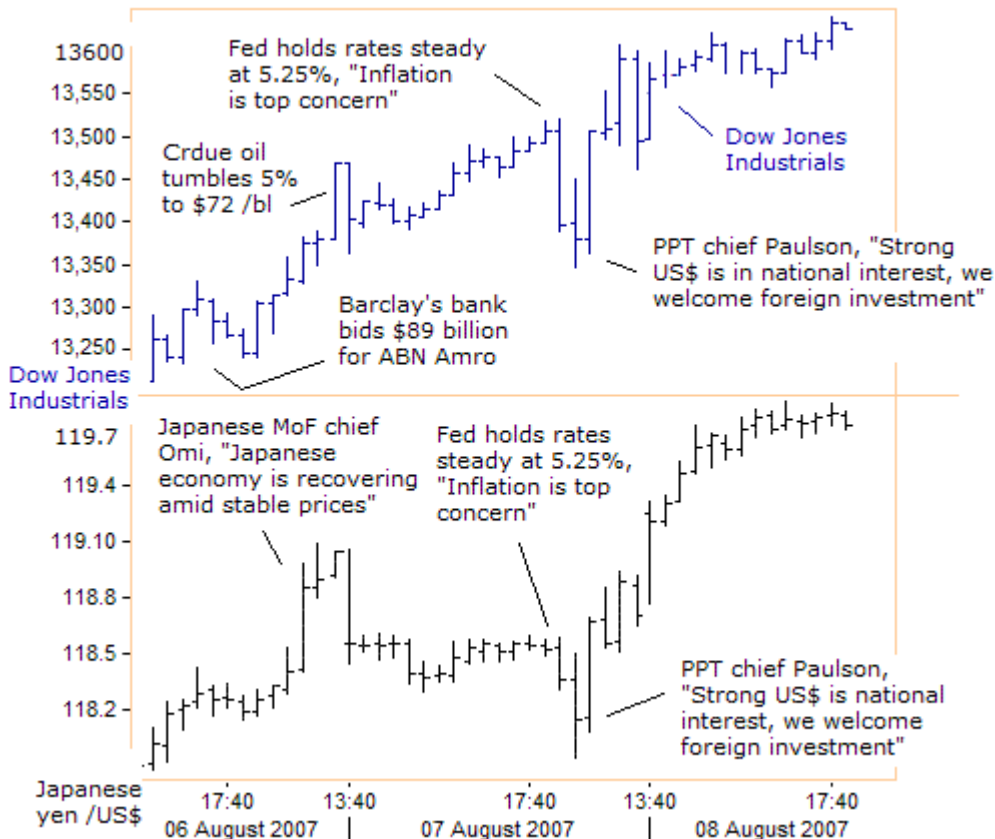 13600
13,550
13,500
13,450
13,400
13,350
13,300
13,250
Dow Jones
Industrials
Fed holds rates steady
at 5.25%, "Inflation
is top concern"
Crdue oil
tumbles 5%
to $72 /bl
Dow Jones
Industrials
PPT chief Paulson, "Strong
US$ is in national interest, we
welcome foreign investment"
Barclay's bank
bids $89 billion
for ABN Amro
119.7
119.4
119.10
118.8
118.5
118.2
Japanese
yen /US$
Japanese MoF chief
Omi, "Japanese
economy is recovering
amid stable prices"
Fed holds rates
steady at 5.25%,
"Inflation is top
concern"
PPT chief Paulson,
"Strong US$ is national
interest, we welcome
foreign investment"
17:40 13:40 17:40 13:40 17:40
06 August 2007 07 August 2007 08 August 2007